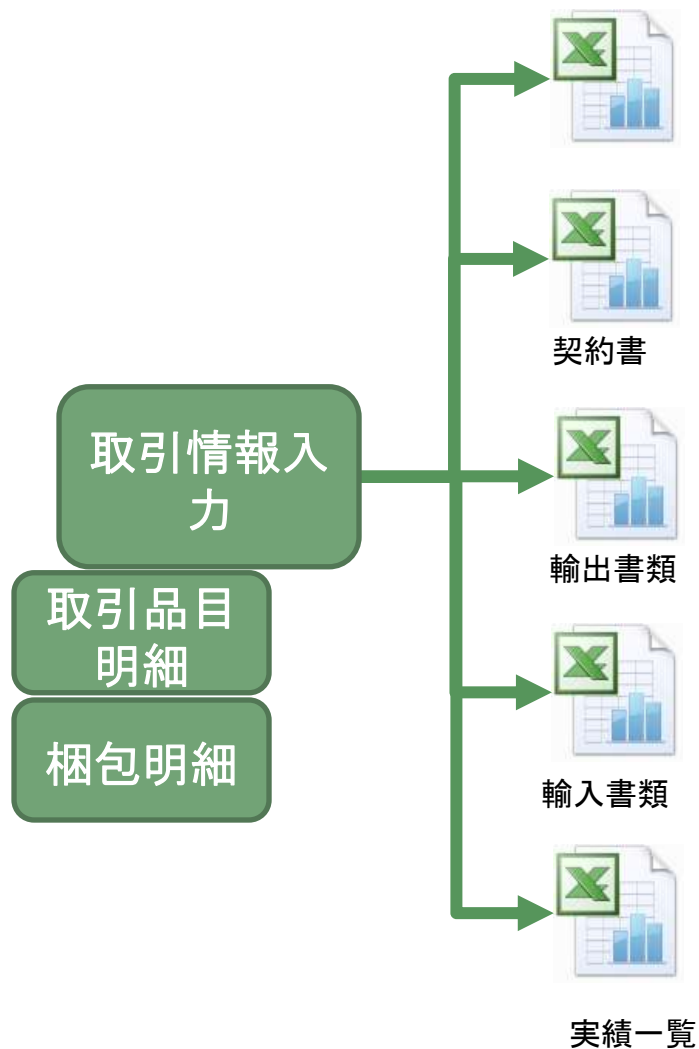 取引情報入
力
取引品目
明細
梱包明細
契約書
輸出書類
輸入書類
実績一覧